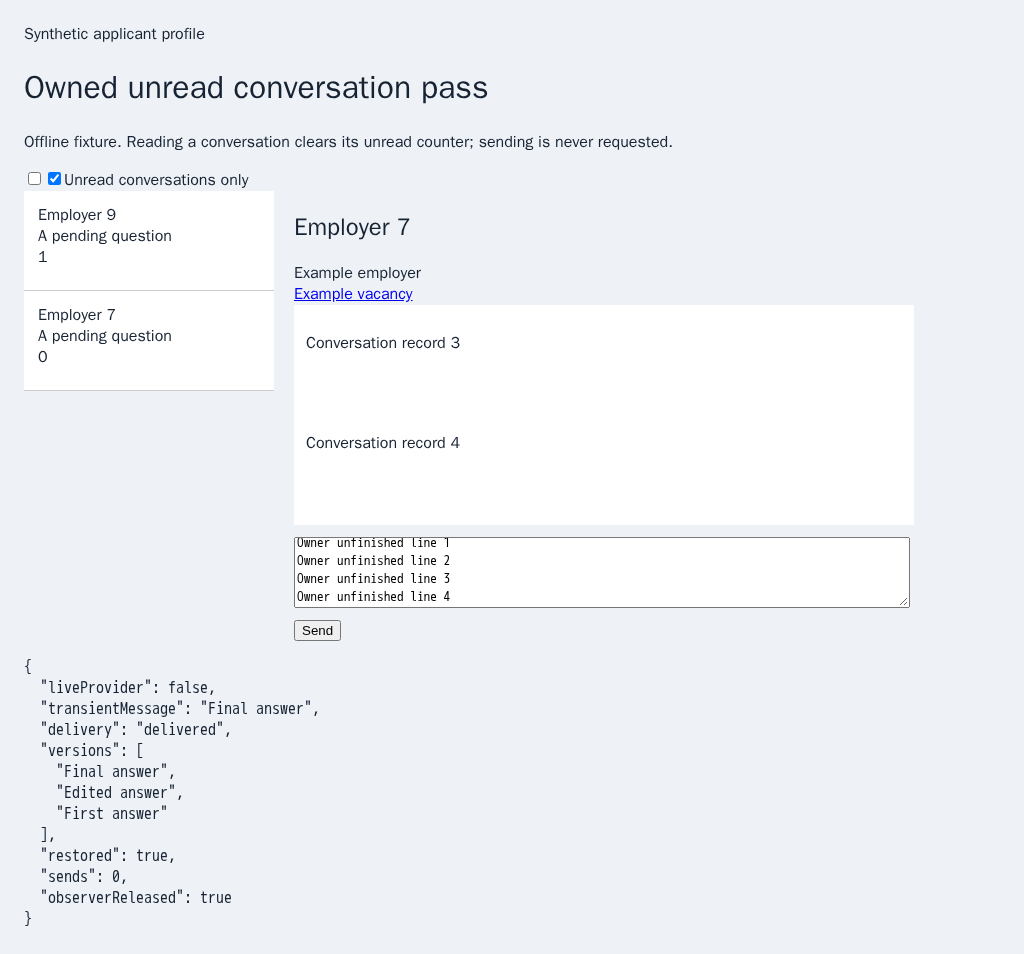 Synthetic applicant profile
Owned unread conversation pass
Offline fixture. Reading a conversation clears its unread counter; sending is never requested.
Unread conversations only
Employer 9
A pending question
1
Employer 7
A pending question
0
Employer 7
Example employer
Example vacancy
Conversation record 3
Conversation record 4
Owner unfinished line 1
Owner unfinished line 2
Owner unfinished line 3
Owner unfinished line 4
Send
{
  "liveProvider": false,
  "transientMessage": "Final answer",
  "delivery": "delivered",
  "versions": [
    "Final answer",
    "Edited answer",
    "First answer"
  ],
  "restored": true,
  "sends": 0,
  "observerReleased": true
}